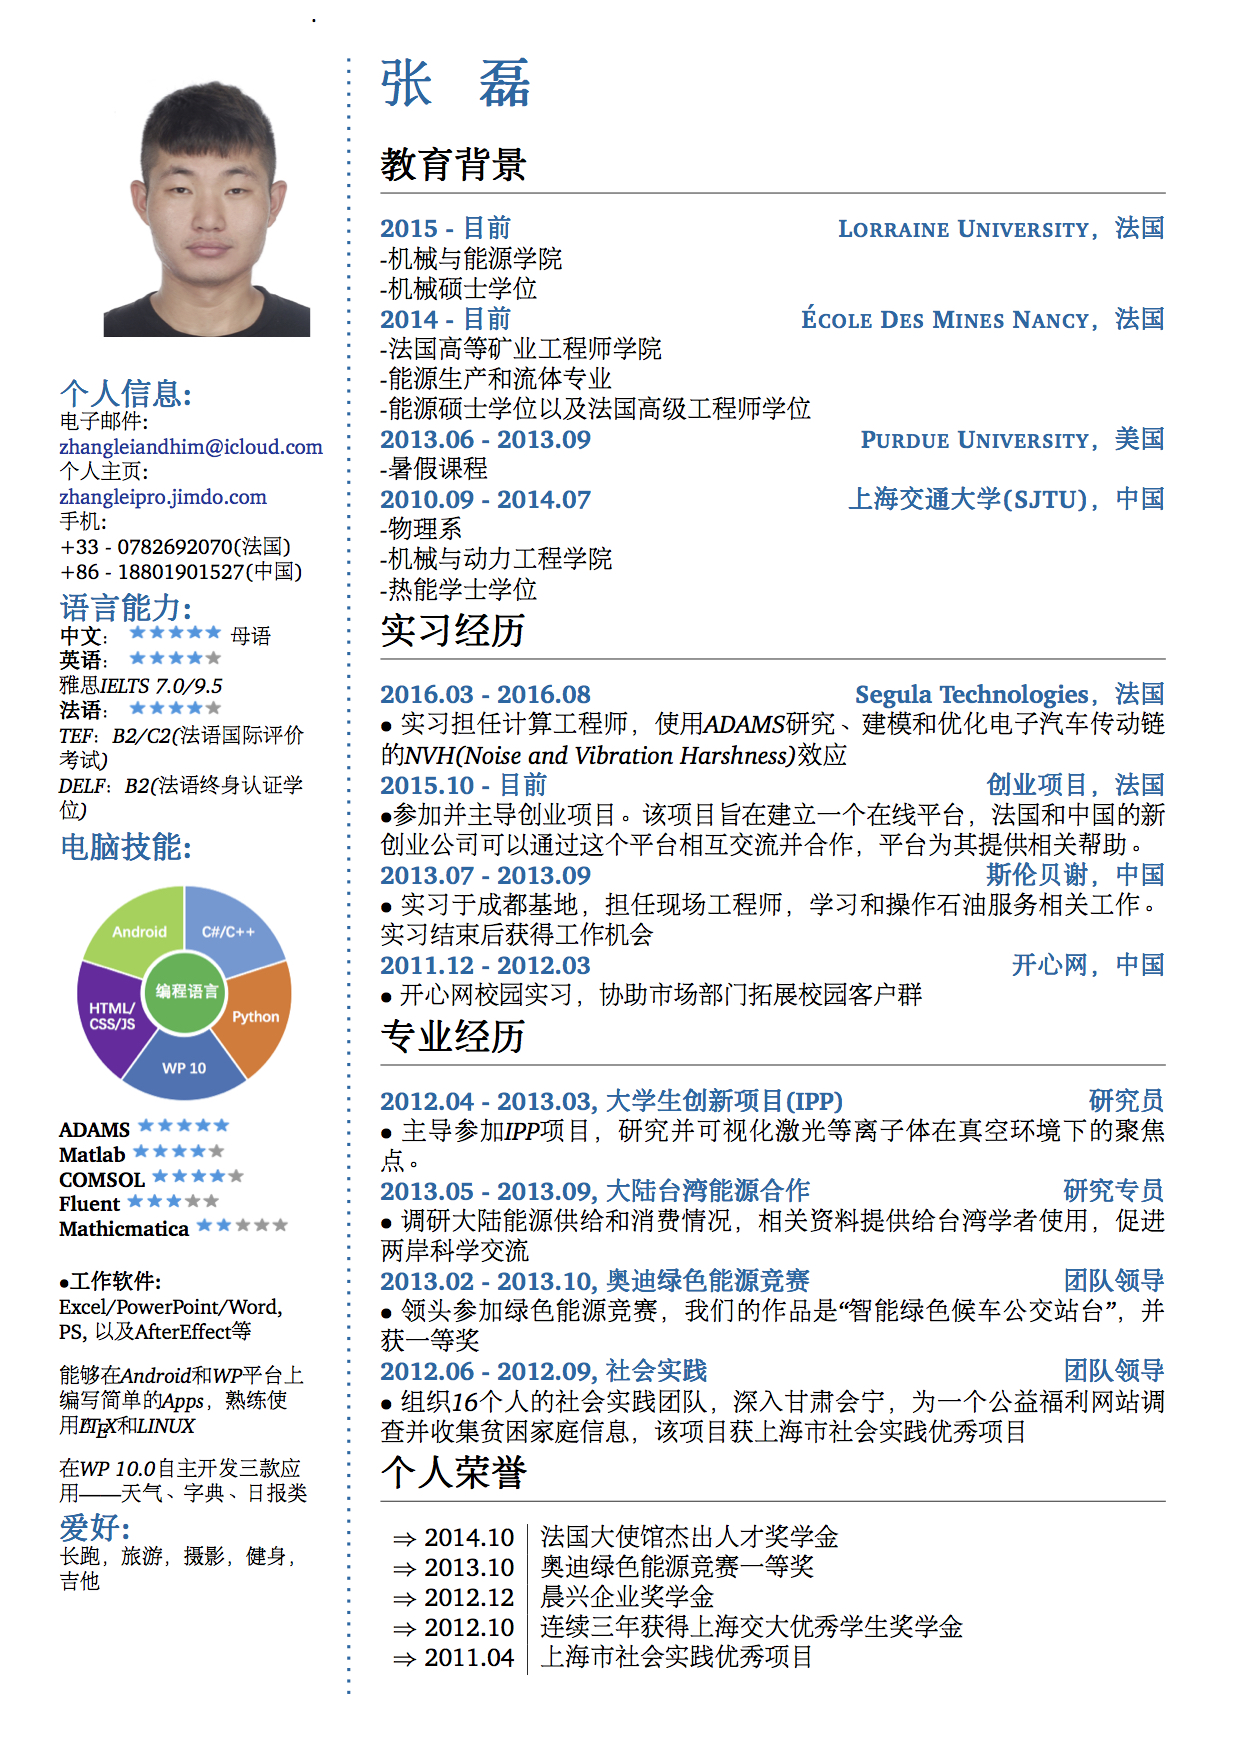 张 磊
个人信息:
电子邮件:
zhangleiandhim@icloud.com
个人主页:
zhangleipro.jimdo.com
手机:
+33 - 0782692070(法国)
+86 - 18801901527(中国)
语言能力:
中文: 母语
英语:
雅思IELTS 7.0/9.5
法语:
TEF: B2/C2(法语国际评价
考试)
DELF: B2(法语终身认证学
位)
电脑技能:
Android
C#/C++
编程语言
HTML/
CSS/JS
Python
WP 10
ADAMS
Matlab
COMSOL
Fluent
Mathicmatica
●工作软件:
Excel/PowerPoint/Word,
PS, 以及AfterEffect等
能够在Android和WP平台上
编写简单的Apps，熟练使
用LATEX和LINUX
在WP 10.0自主开发三款应
用——天气、字典、日报类
爱好:
长跑，旅游，摄影，健身，
吉他
教育背景
2015 - 目前 LORRAINE UNIVERSITY，法国
-机械与能源学院
-机械硕士学位
2014 - 目前 ÉCOLE DES MINES NANCY，法国
-法国高等矿业工程师学院
-能源生产和流体专业
-能源硕士学位以及法国高级工程师学位
2013.06 - 2013.09 PURDUE UNIVERSITY，美国
-暑假课程
2010.09 - 2014.07 上海交通大学(SJTU)，中国
-物理系
-机械与动力工程学院
-热能学士学位
实习经历
2016.03 - 2016.08 Segula Technologies，法国
● 实习担任计算工程师，使用ADAMS研究、建模和优化电子汽车传动链
的NVH(Noise and Vibration Harshness)效应
2015.10 - 目前 创业项目，法国
●参加并主导创业项目。该项目旨在建立一个在线平台，法国和中国的新
创业公司可以通过这个平台相互交流并合作，平台为其提供相关帮助。
2013.07 - 2013.09 斯伦贝谢，中国
● 实习于成都基地，担任现场工程师，学习和操作石油服务相关工作。
实习结束后获得工作机会
2011.12 - 2012.03 开心网，中国
● 开心网校园实习，协助市场部门拓展校园客户群
专业经历
2012.04 - 2013.03, 大学生创新项目(IPP) 研究员
● 主导参加IPP项目，研究并可视化激光等离子体在真空环境下的聚焦
点。
2013.05 - 2013.09, 大陆台湾能源合作 研究专员
● 调研大陆能源供给和消费情况，相关资料提供给台湾学者使用，促进
两岸科学交流
2013.02 - 2013.10, 奥迪绿色能源竞赛 团队领导
● 领头参加绿色能源竞赛，我们的作品是“智能绿色候车公交站台”，并
获一等奖
2012.06 - 2012.09, 社会实践 团队领导
● 组织16个人的社会实践团队，深入甘肃会宁，为一个公益福利网站调
查并收集贫困家庭信息，该项目获上海市社会实践优秀项目
个人荣誉
⇒ 2014.10 法国大使馆杰出人才奖学金
⇒ 2013.10 奥迪绿色能源竞赛一等奖
⇒ 2012.12 晨兴企业奖学金
⇒ 2012.10 连续三年获得上海交大优秀学生奖学金
⇒ 2011.04 上海市社会实践优秀项目